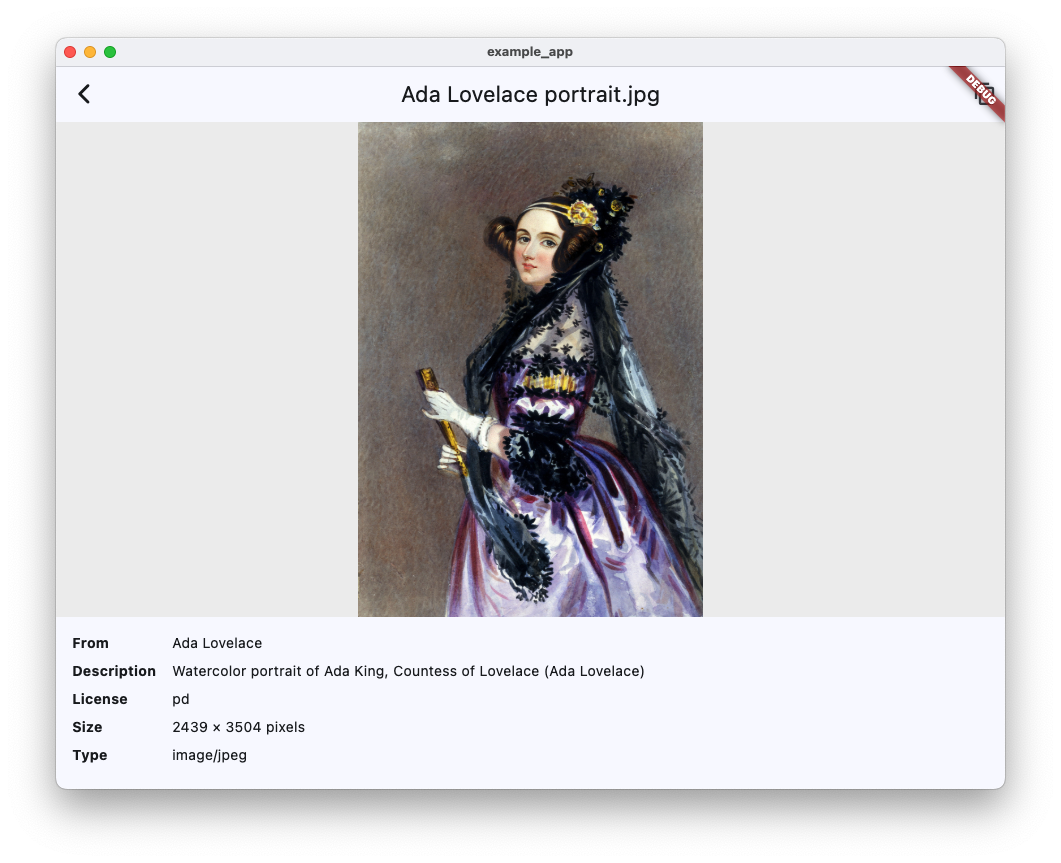 example_app
Ada Lovelace portrait.jpg
DEBUG
From Ada Lovelace
Description Watercolor portrait of Ada King, Countess of Lovelace (Ada Lovelace)
License pd
Size 2439 × 3504 pixels
Type image/jpeg